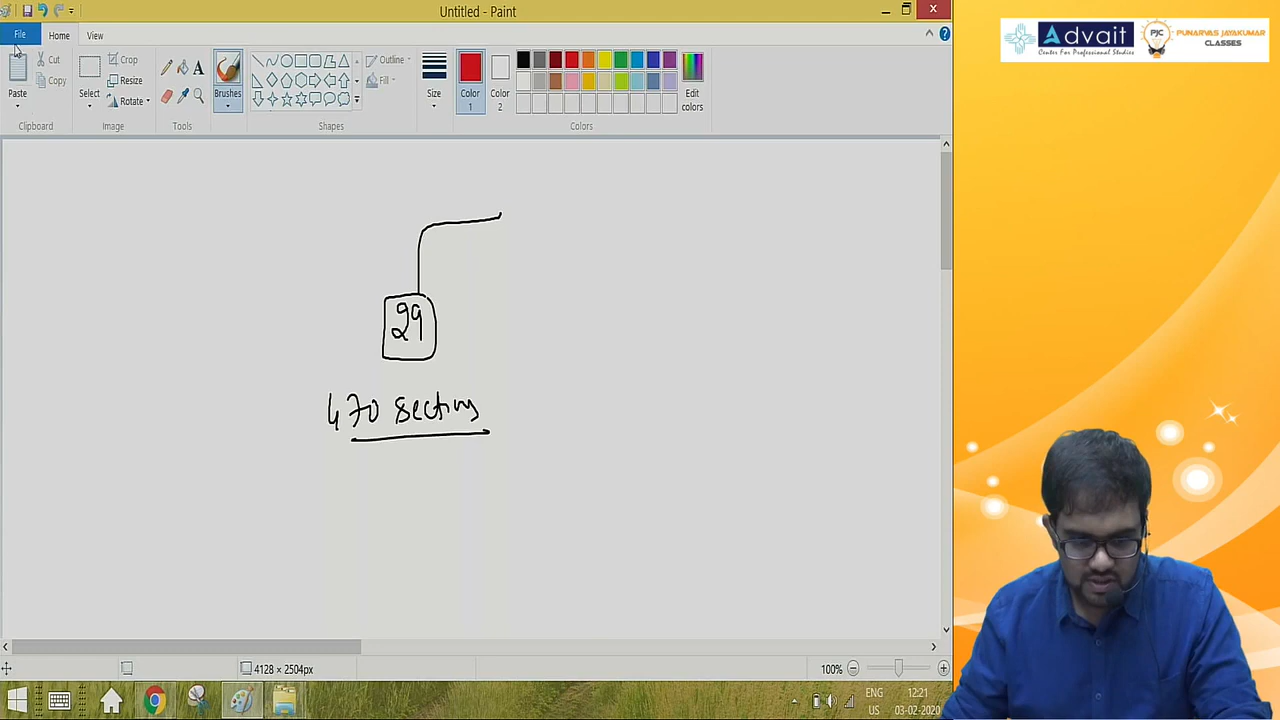 Untitled - Paint
File
Home
View
Cut
Copy
Paste
Clipboard
Crop
Resize
Rotate
Select
Image
Tools
Brushes
Shapes
Outline
Fill
Size
Color
1
Color
2
Edit
colors
Colors
Advait
Center For Professional Studies
PJC
PUNARVAS JAYAKUMAR
CLASSES
29
470 Sections
4128 × 2504px
100%
ENG
US
12:21
03-02-2020